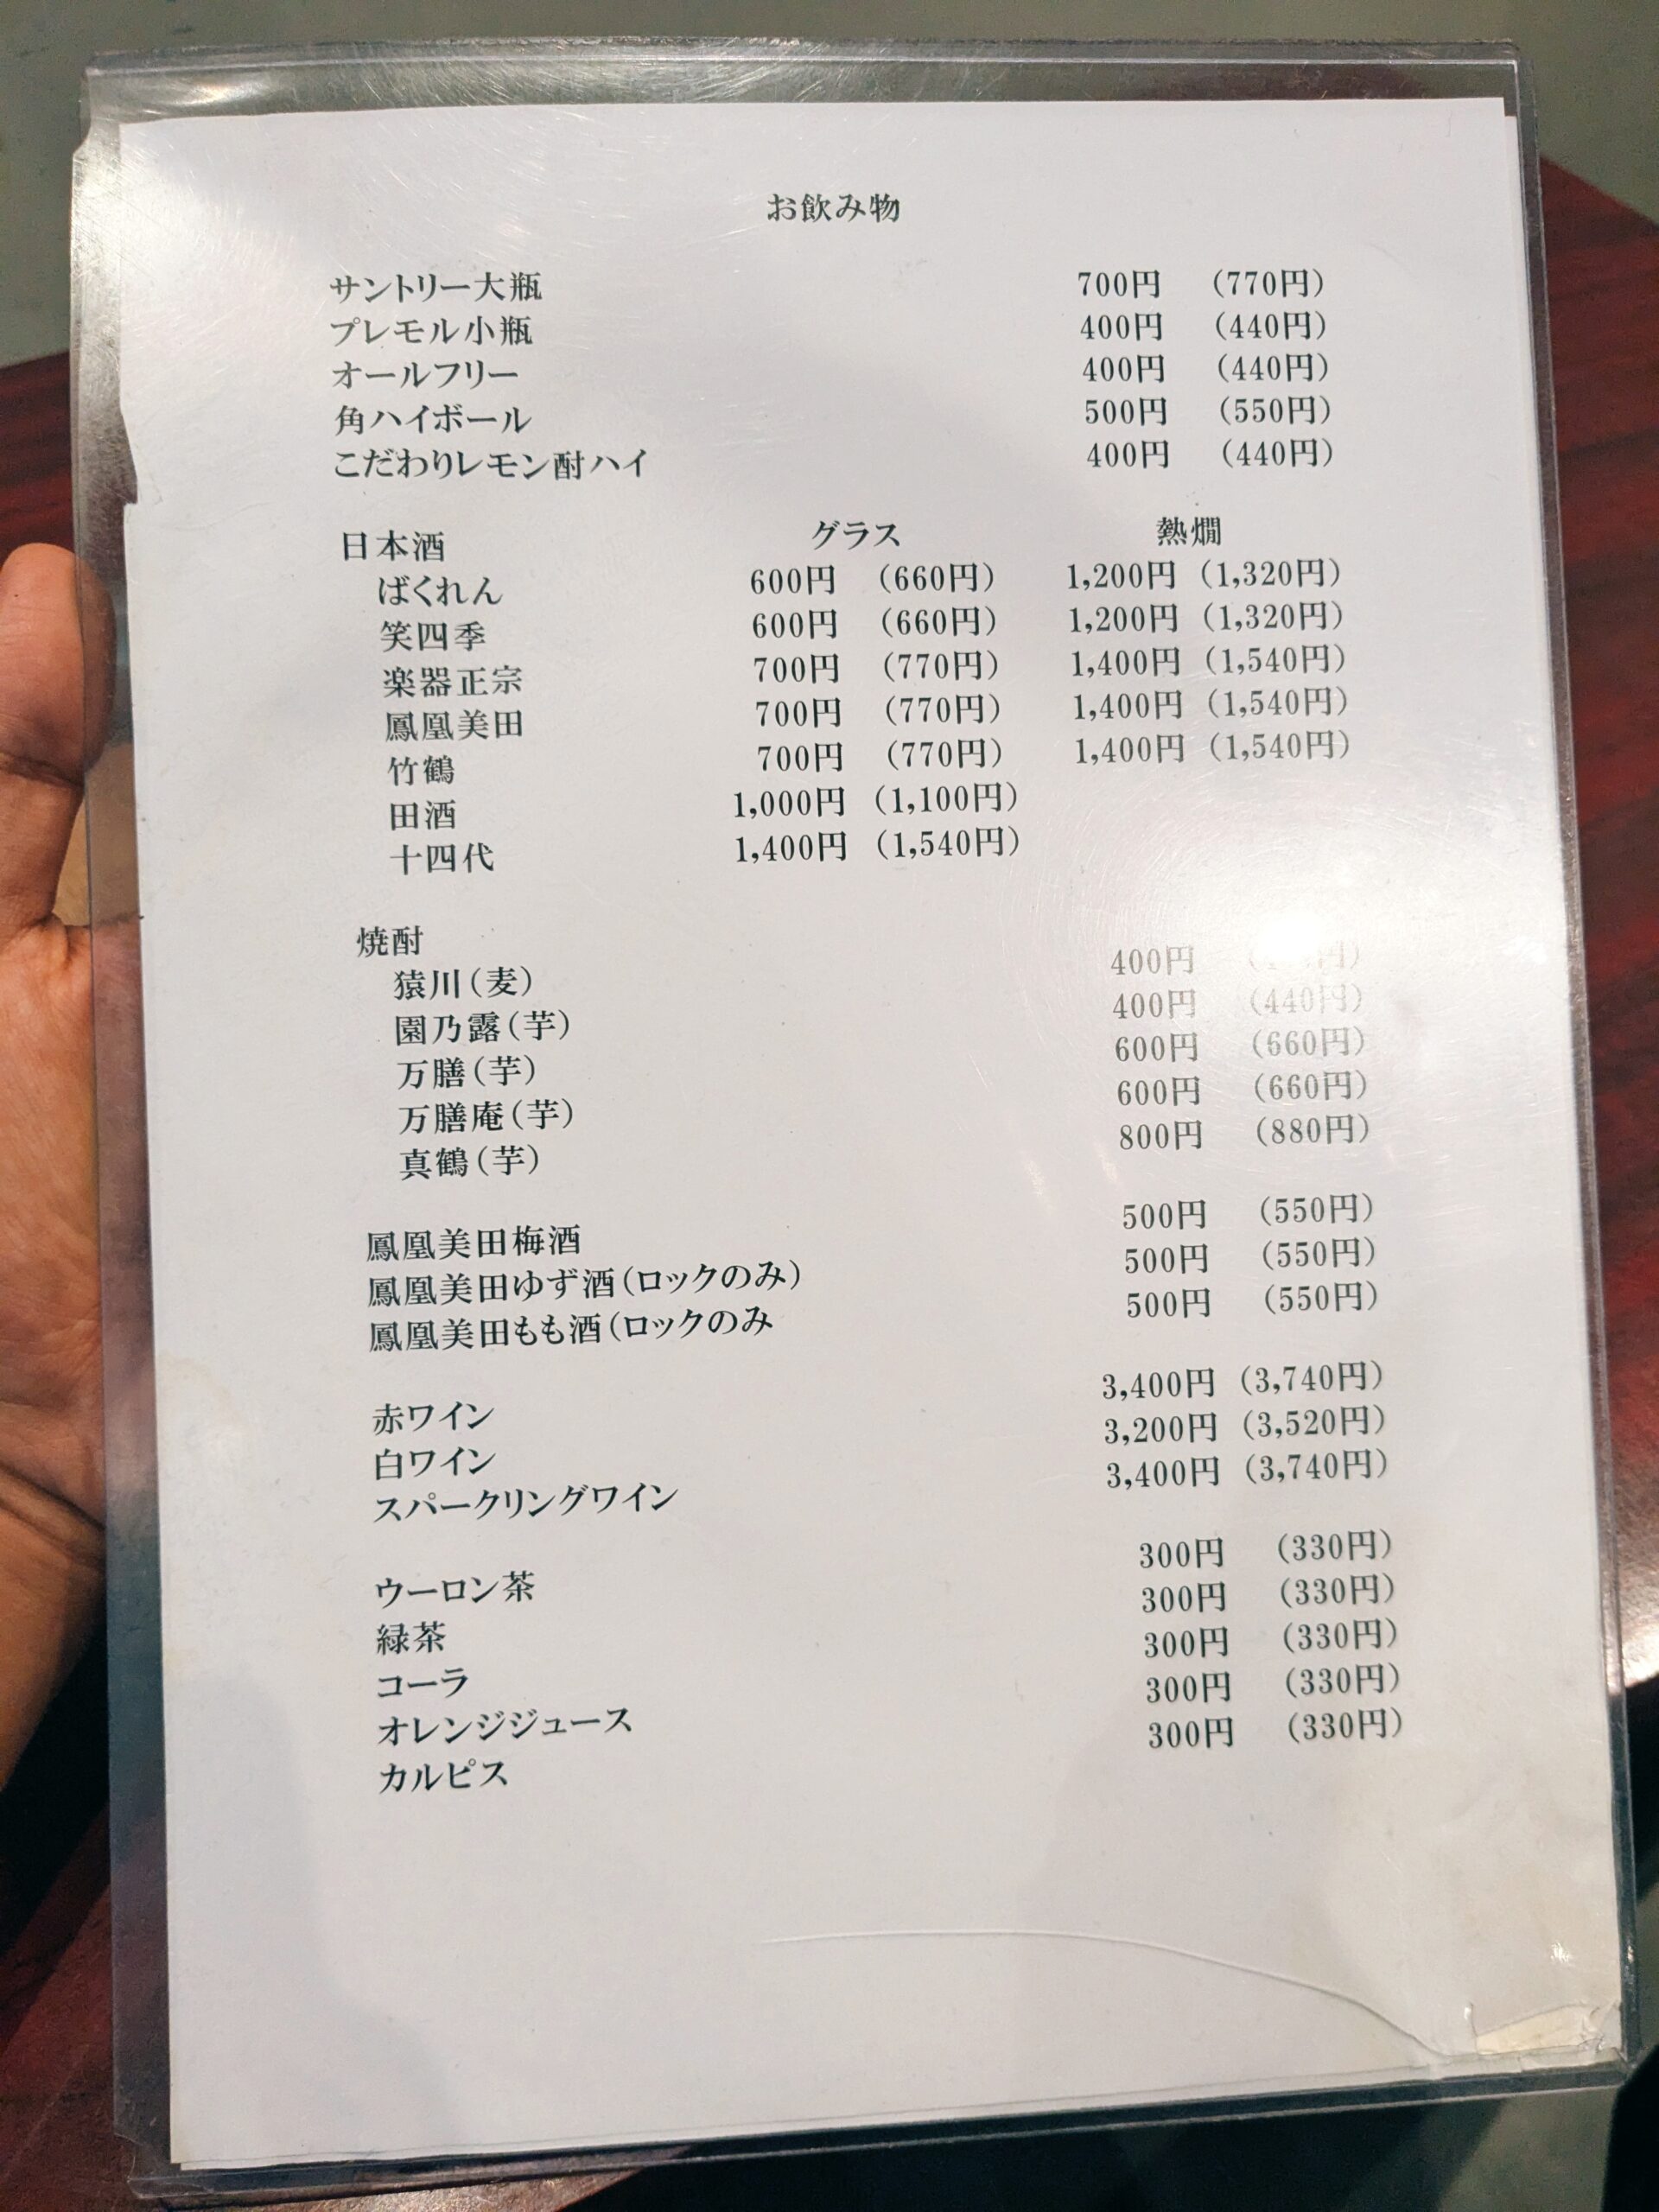 お飲み物
サントリー大瓶 700円 (770円)
プレモル小瓶 400円 (440円)
オールフリー 400円 (440円)
角ハイボール 500円 (550円)
こだわりレモン酎ハイ 400円 (440円)
日本酒 グラス 熱燗
ばくれん 600円 (660円) 1,200円 (1,320円)
笑四季 600円 (660円) 1,200円 (1,320円)
楽器正宗 700円 (770円) 1,400円 (1,540円)
鳳凰美田 700円 (770円) 1,400円 (1,540円)
竹鶴 700円 (770円) 1,400円 (1,540円)
田酒 1,000円 (1,100円)
十四代 1,400円 (1,540円)
焼酎
猿川(麦) 400円
園乃露(芋) 400円 (440円)
万膳(芋) 600円 (660円)
万膳庵(芋) 600円 (660円)
真鶴(芋) 800円 (880円)
鳳凰美田梅酒 500円 (550円)
鳳凰美田ゆず酒(ロックのみ) 500円 (550円)
鳳凰美田もも酒(ロックのみ 500円 (550円)
赤ワイン 3,400円 (3,740円)
白ワイン 3,200円 (3,520円)
スパークリングワイン 3,400円 (3,740円)
ウーロン茶 300円 (330円)
緑茶 300円 (330円)
コーラ 300円 (330円)
オレンジジュース 300円 (330円)
カルピス 300円 (330円)